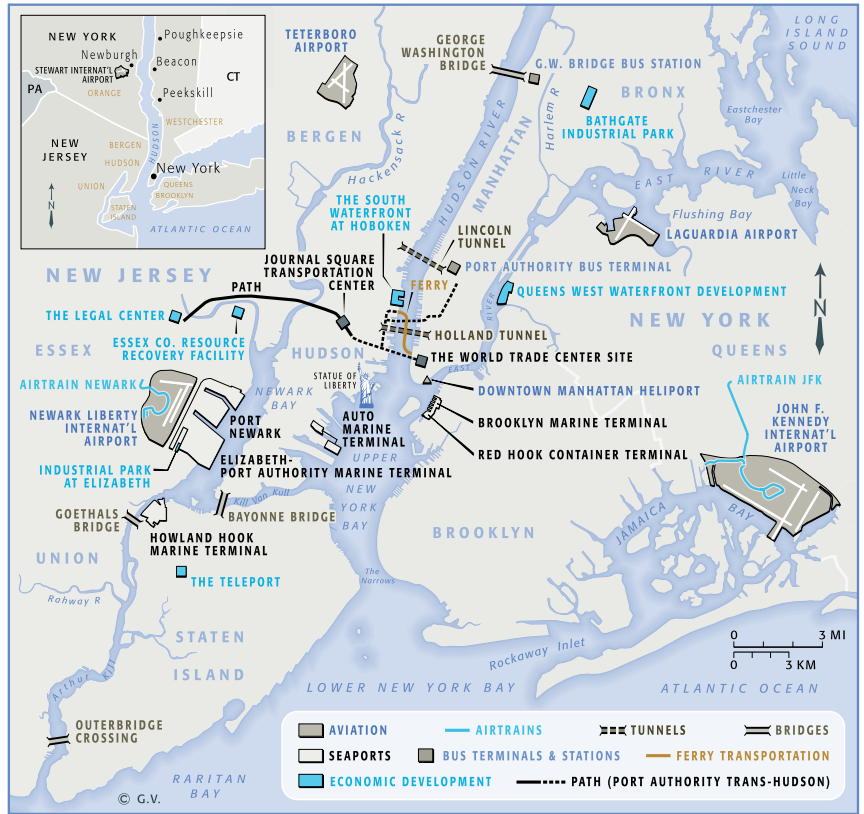 NEW YORK
Poughkeepsie
Newburgh
Beacon
STEWART INTERNAT'L
AIRPORT
CT
PA
ORANGE
Peekskill
WESTCHESTER
HUDSON
NEW
JERSEY
BERGEN
HUDSON
New York
UNION
QUEENS
BROOKLYN
STATEN
ISLAND
N
ATLANTIC OCEAN
TETERBORO
AIRPORT
GEORGE
WASHINGTON
BRIDGE
G.W. BRIDGE BUS STATION
LONG
ISLAND
SOUND
BRONX
BATHGATE
INDUSTRIAL PARK
Eastchester
Bay
BERGEN
Hackensack R
HUDSON RIVER
MANHATTAN
Harlem R
EAST RIVER
Little
Neck
Bay
THE SOUTH
WATERFRONT
AT HOBOKEN
Flushing Bay
LAGUARDIA AIRPORT
LINCOLN
TUNNEL
JOURNAL SQUARE
TRANSPORTATION
CENTER
PORT AUTHORITY BUS TERMINAL
NEW JERSEY
PATH
FERRY
QUEENS WEST WATERFRONT DEVELOPMENT
RIVER
N
THE LEGAL CENTER
NEW YORK
ESSEX CO. RESOURCE
RECOVERY FACILITY
HOLLAND TUNNEL
ESSEX
HUDSON
THE WORLD TRADE CENTER SITE
QUEENS
EAST
STATUE OF
LIBERTY
AIRTRAIN NEWARK
AIRTRAIN JFK
NEWARK
BAY
DOWNTOWN MANHATTAN HELIPORT
NEWARK LIBERTY
INTERNAT'L
AIRPORT
PORT
NEWARK
AUTO
MARINE
TERMINAL
BROOKLYN MARINE TERMINAL
JOHN F.
KENNEDY
INTERNAT'L
AIRPORT
RED HOOK CONTAINER TERMINAL
ELIZABETH-
PORT AUTHORITY MARINE TERMINAL
INDUSTRIAL PARK
AT ELIZABETH
UPPER
NEW
YORK
BAY
Kill Van Kull
GOETHALS
BRIDGE
BAYONNE BRIDGE
BROOKLYN
JAMAICA
BAY
HOWLAND HOOK
MARINE TERMINAL
UNION
THE TELEPORT
The
Narrows
Rahway R
STATEN
ISLAND
Rockaway Inlet
0 3 MI
0 3 KM
Arthur Kill
LOWER NEW YORK BAY
ATLANTIC OCEAN
OUTERBRIDGE
CROSSING
RARITAN
BAY
© G.V.
AVIATION
AIRTRAINS
TUNNELS
BRIDGES
SEAPORTS
BUS TERMINALS & STATIONS
FERRY TRANSPORTATION
ECONOMIC DEVELOPMENT
PATH (PORT AUTHORITY TRANS-HUDSON)